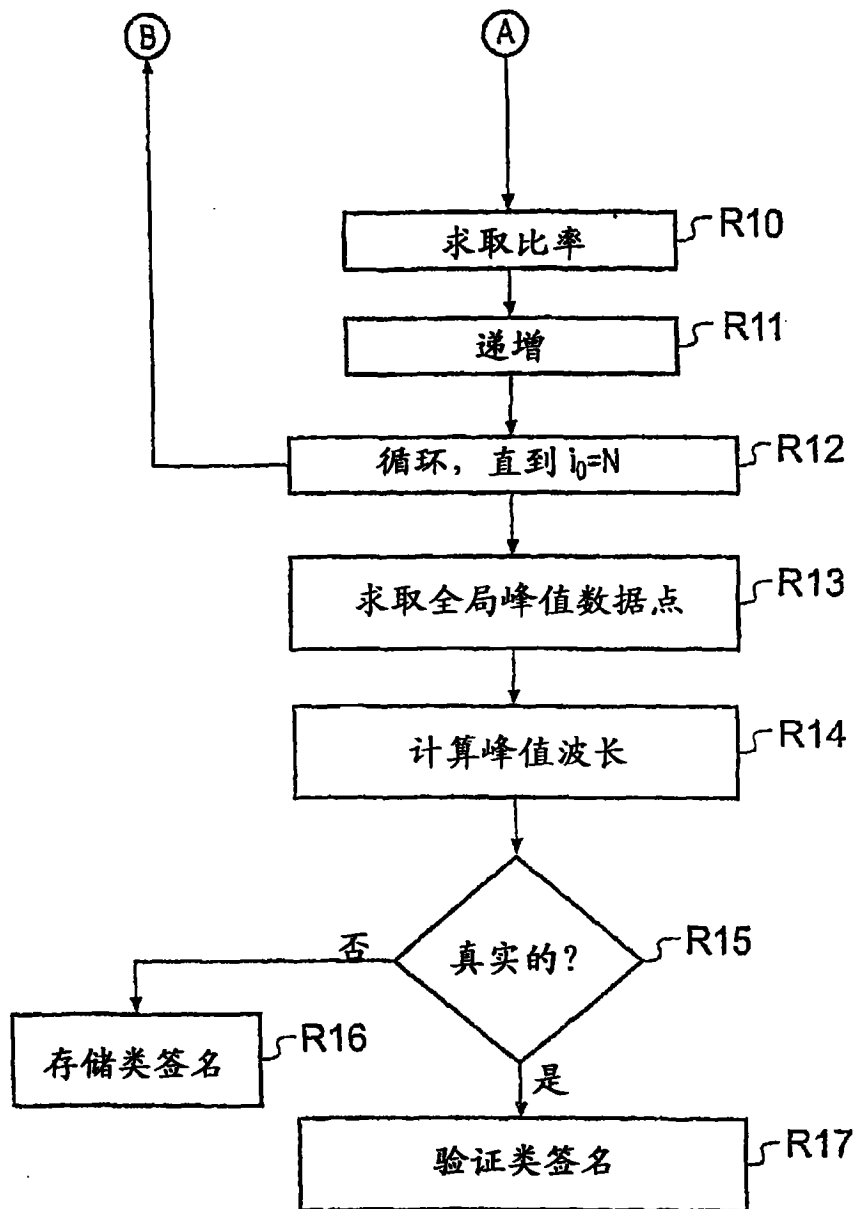 B
A
求取比率
R10
递增
R11
循环，直到 i₀=N
R12
求取全局峰值数据点
R13
计算峰值波长
R14
真实的？
R15
否
存储类签名
R16
是
验证类签名
R17